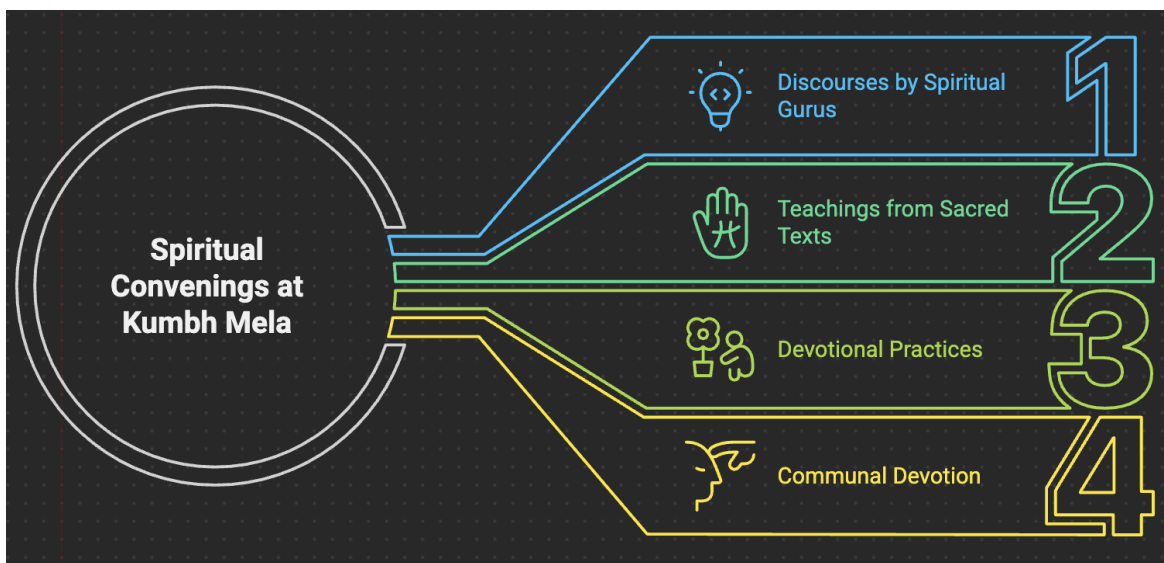 Spiritual
Convenings at
Kumbh Mela
Discourses by Spiritual
Gurus
1
Teachings from Sacred
Texts
2
Devotional Practices
3
Communal Devotion
4